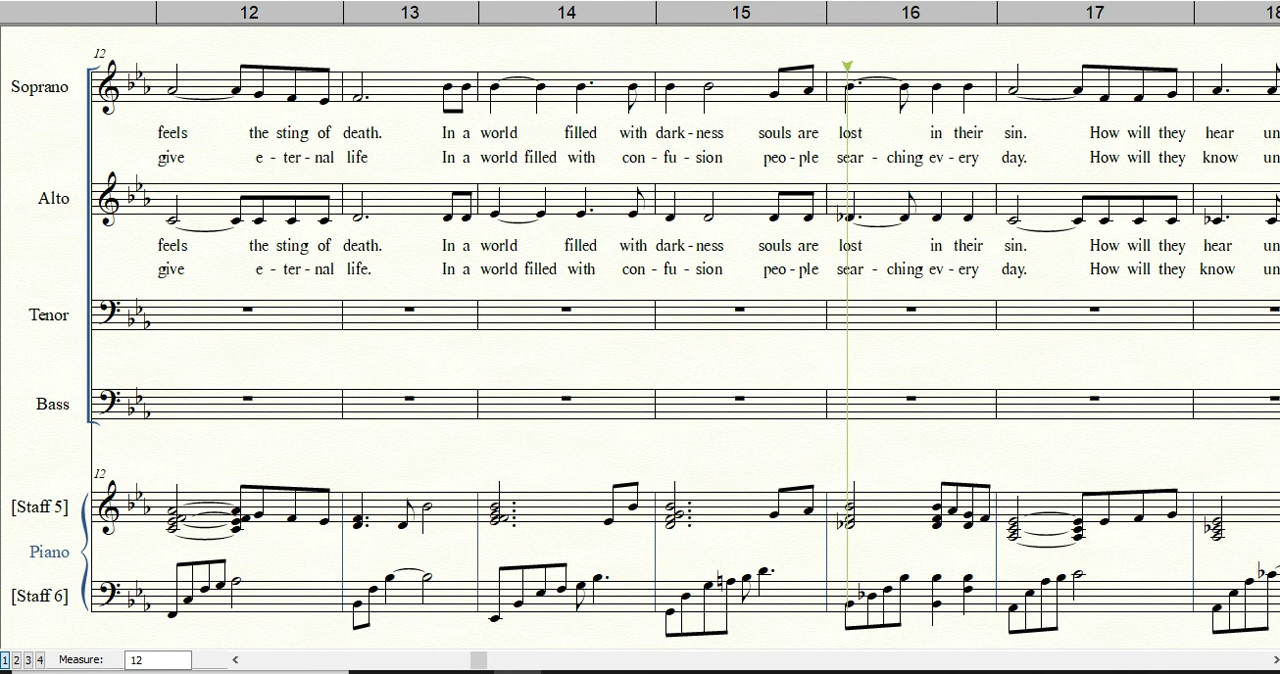 12 13 14 15 16 17 18
12
Soprano
feels the sting of death. In a world filled with dark - ness souls are lost in their sin. How will they hear un
give e - ter - nal life In a world filled with con - fu - sion peo - ple sear - ching ev - ery day. How will they know un
Alto
feels the sting of death. In a world filled with dark - ness souls are lost in their sin. How will they hear un
give e - ter - nal life. In a world filled with con - fu - sion peo - ple sear - ching ev - ery day. How will they know un
Tenor
Bass
12
[Staff 5]
Piano
[Staff 6]
1 2 3 4 Measure: 12